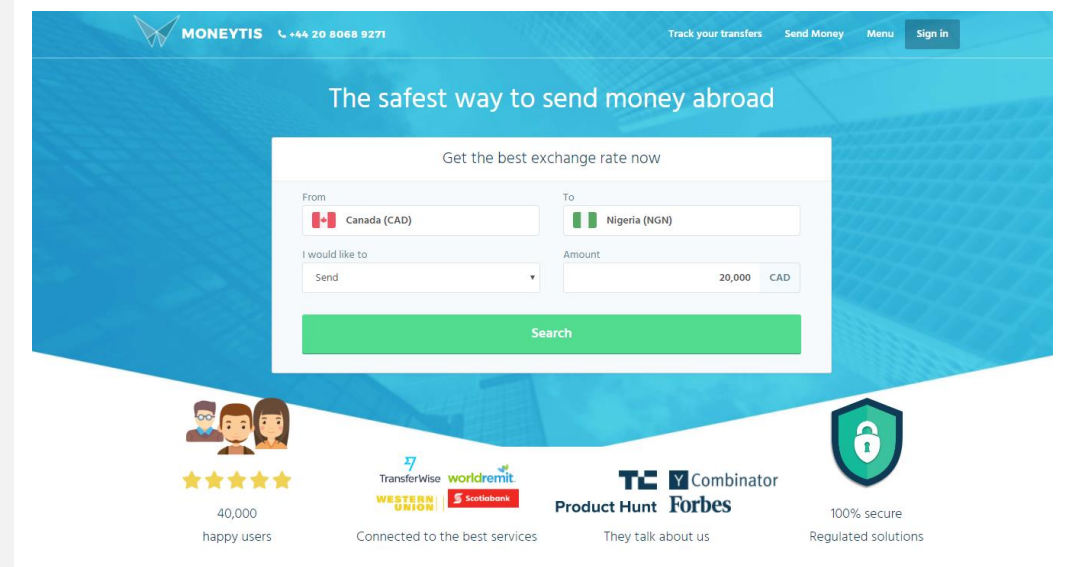 MONEYTIS +44 20 8068 9271 Track your transfers Send Money Menu Sign in
The safest way to send money abroad
Get the best exchange rate now
From To
Canada (CAD) Nigeria (NGN)
I would like to Amount
Send 20,000 CAD
Search
TransferWise worldremit
WESTERN UNION Scotiabank
TC Y Combinator
Product Hunt Forbes
40,000
happy users
Connected to the best services
They talk about us
100% secure
Regulated solutions